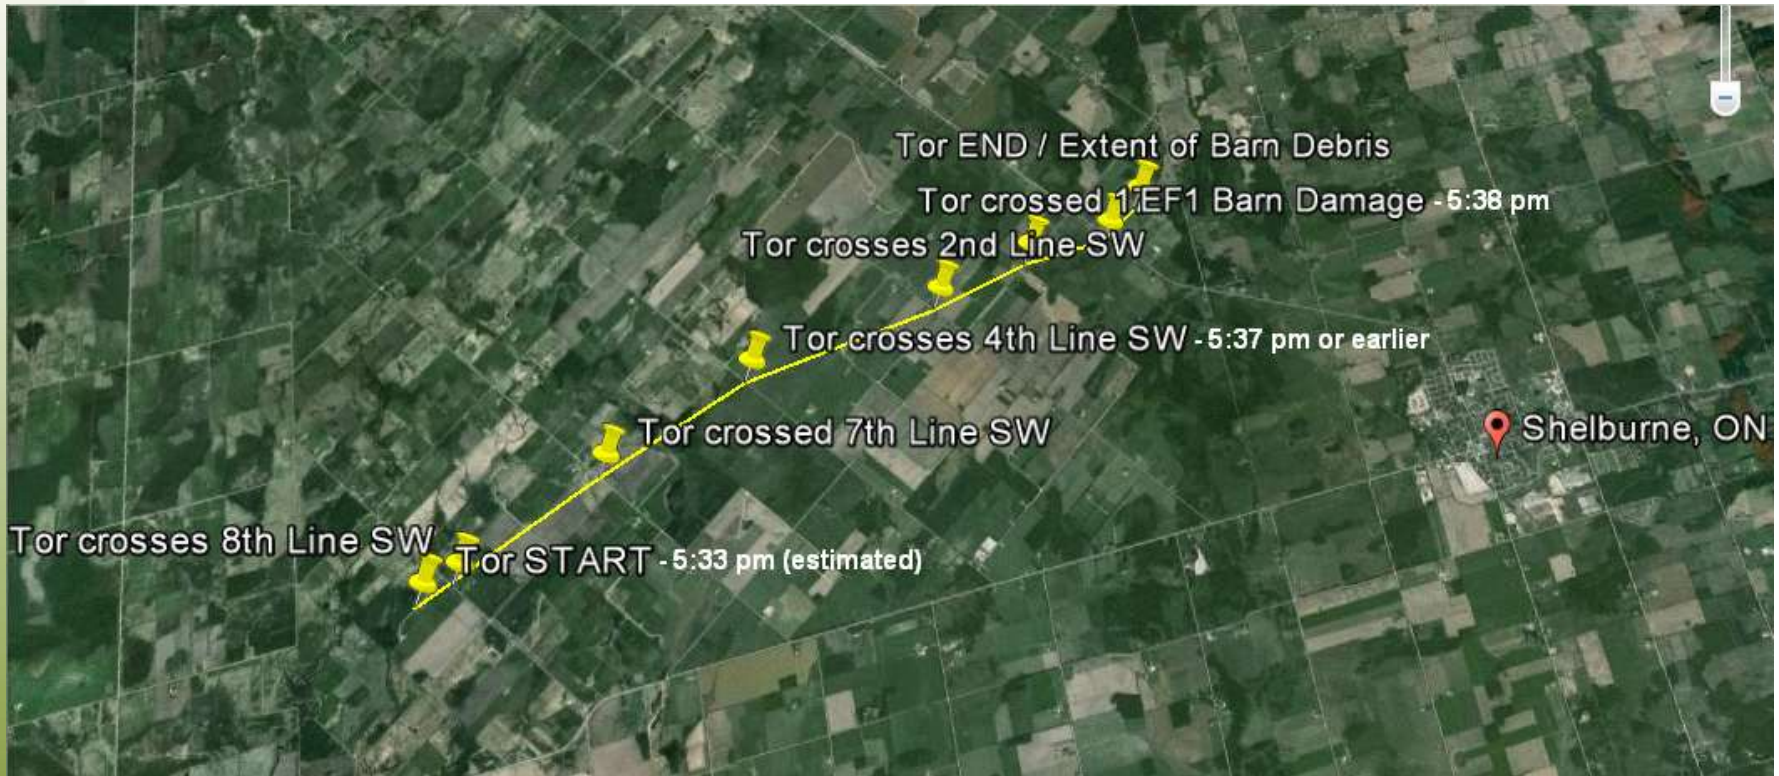 Tor END / Extent of Barn Debris
Tor crossed 1 EF1 Barn Damage - 5:38 pm
Tor crosses 2nd Line SW
Tor crosses 4th Line SW - 5:37 pm or earlier
Tor crossed 7th Line SW
Shelburne, ON
Tor crosses 8th Line SW
Tor START - 5:33 pm (estimated)